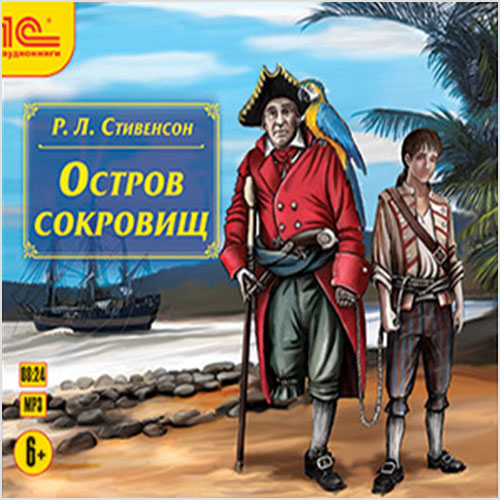 1С
аудиокниги
Р. Л. Стивенсон
Остров
сокровищ
08:24
MP3
6+